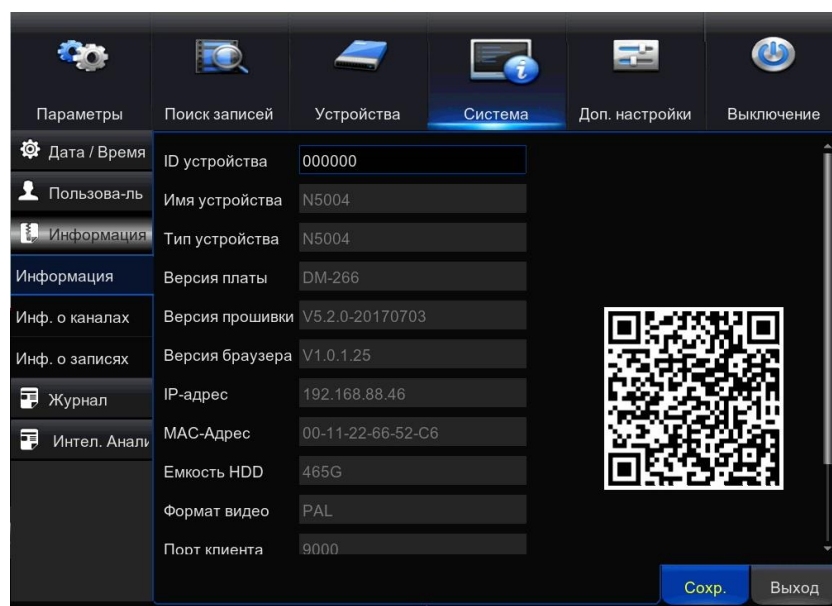 Параметры
Поиск записей
Устройства
Система
Доп. настройки
Выключение
Дата / Время
Пользова-ль
Информация
Информация
Инф. о каналах
Инф. о записях
Журнал
Интел. Анали
ID устройства 000000
Имя устройства N5004
Тип устройства N5004
Версия платы DM-266
Версия прошивки V5.2.0-20170703
Версия браузера V1.0.1.25
IP-адрес 192.168.88.46
MAC-Адрес 00-11-22-66-52-C6
Емкость HDD 465G
Формат видео PAL
Порт клиента 9000
Сохр.
Выход